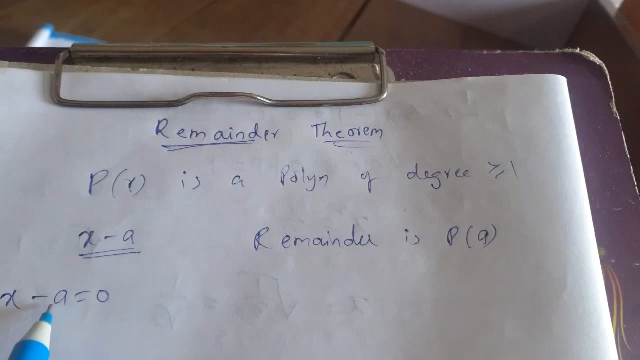 Remainder Theorem
P(x) is a Polyn of degree ≥1
x-a Remainder is P(a)
x-a=0